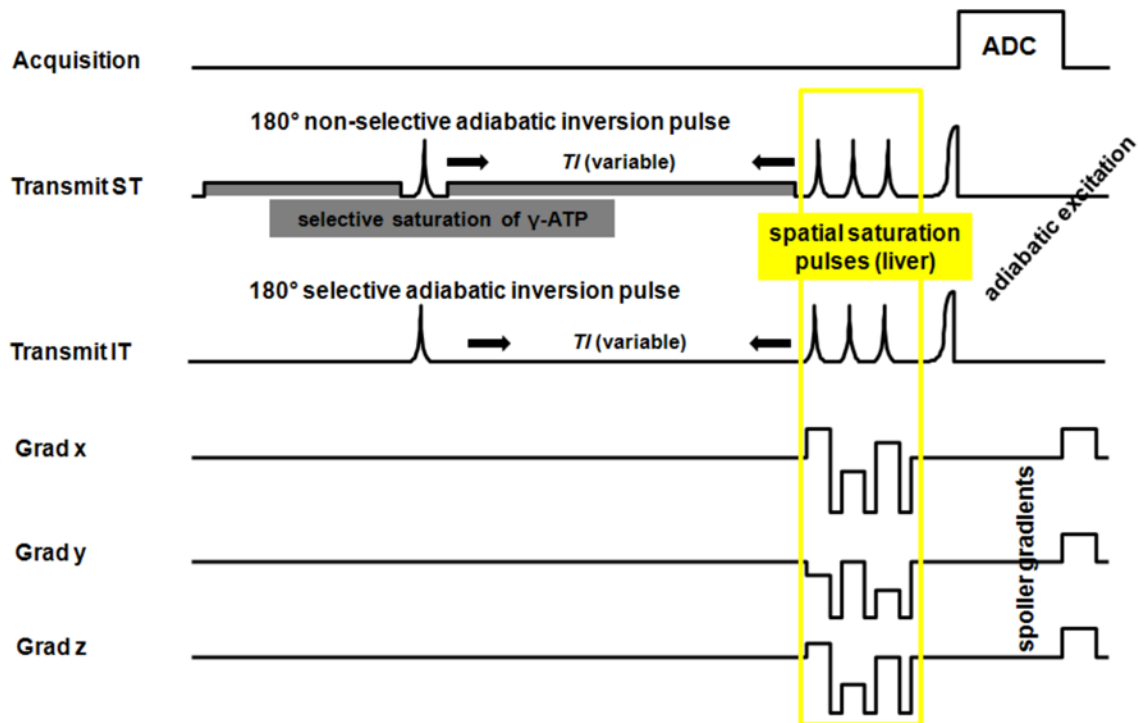 Acquisition
ADC
180° non-selective adiabatic inversion pulse
TI (variable)
Transmit ST
selective saturation of γ-ATP
spatial saturation
pulses (liver)
adiabatic excitation
180° selective adiabatic inversion pulse
TI (variable)
Transmit IT
Grad x
Grad y
spoiler gradients
Grad z